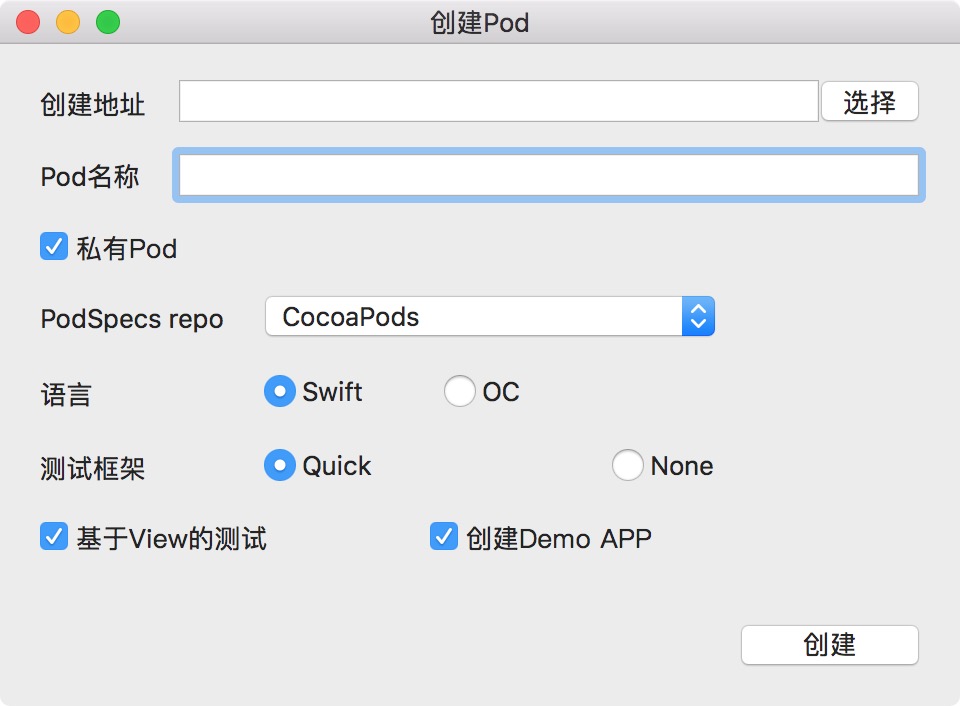 创建Pod
创建地址 选择
Pod名称
私有Pod
PodSpecs repo CocoaPods
语言 Swift OC
测试框架 Quick None
基于View的测试 创建Demo APP
创建